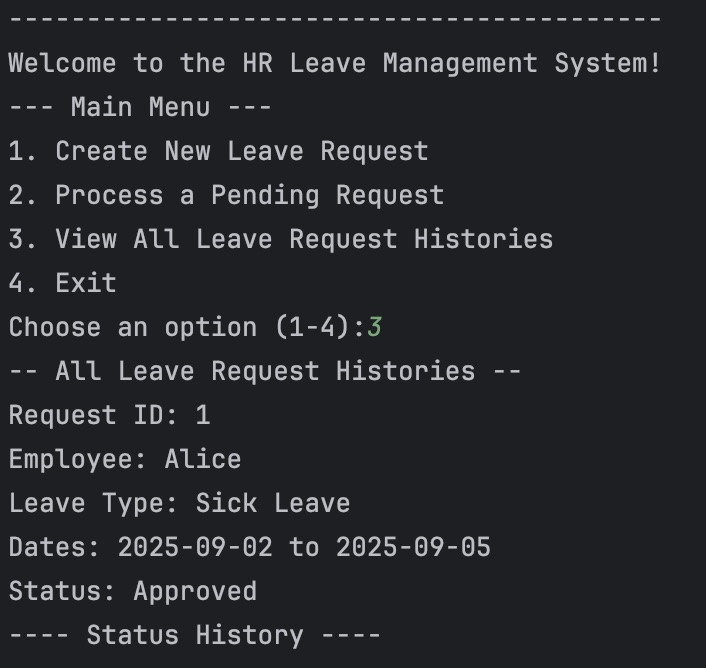 ------------------------------------------
Welcome to the HR Leave Management System!
--- Main Menu ---
1. Create New Leave Request
2. Process a Pending Request
3. View All Leave Request Histories
4. Exit
Choose an option (1-4):3
-- All Leave Request Histories --
Request ID: 1
Employee: Alice
Leave Type: Sick Leave
Dates: 2025-09-02 to 2025-09-05
Status: Approved
---- Status History ----